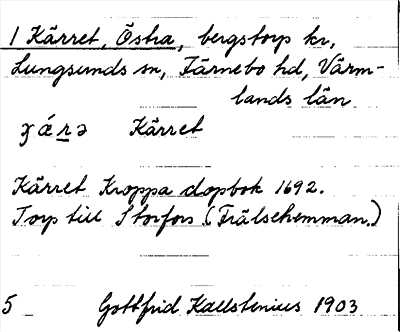 1 Kärret, Östra, bergstorp kr,
Lungsunds sn, Färnebo hd, Värm-
lands län
Kärret
Kärret Kroppa dopbok 1692.
Torp till Storfors (Frälsehemman.)
5 Gottfrid Kallstenius 1903